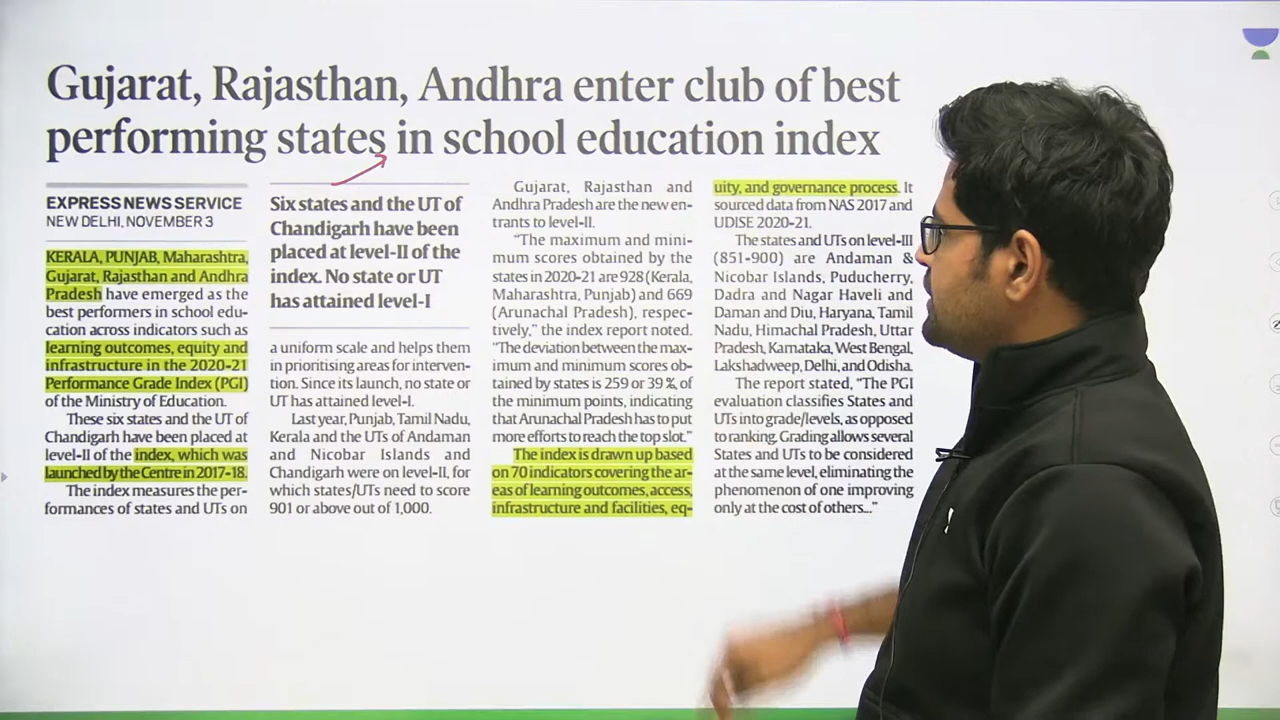 Gujarat, Rajasthan, Andhra enter club of best
performing states in school education index
EXPRESS NEWS SERVICE
NEW DELHI, NOVEMBER 3
KERALA, PUNJAB, Maharashtra,
Gujarat, Rajasthan and Andhra
Pradesh have emerged as the
best performers in school edu-
cation across indicators such as
learning outcomes, equity and
infrastructure in the 2020-21
Performance Grade Index (PGI)
of the Ministry of Education.
These six states and the UT of
Chandigarh have been placed at
level-II of the index, which was
launched by the Centre in 2017-18.
The index measures the per-
formances of states and UTs on
Six states and the UT of
Chandigarh have been
placed at level-II of the
index. No state or UT
has attained level-I
a uniform scale and helps them
in prioritising areas for interven-
tion. Since its launch, no state or
UT has attained level-I.
Last year, Punjab, Tamil Nadu,
Kerala and the UTs of Andaman
and Nicobar Islands and
Chandigarh were on level-II, for
which states/UTs need to score
901 or above out of 1,000.
Gujarat, Rajasthan and
Andhra Pradesh are the new en-
trants to level-II.
"The maximum and mini-
mum scores obtained by the
states in 2020-21 are 928 (Kerala,
Maharashtra, Punjab) and 669
(Arunachal Pradesh), respec-
tively," the index report noted.
"The deviation between the max-
imum and minimum scores ob-
tained by states is 259 or 39 % of
the minimum points, indicating
that Arunachal Pradesh has to put
more efforts to reach the top slot."
The index is drawn up based
on 70 indicators covering the ar-
eas of learning outcomes, access,
infrastructure and facilities, eq-
uity, and governance process. It
sourced data from NAS 2017 and
UDISE 2020-21.
The states and UTs on level-III
(851-900) are Andaman &
Nicobar Islands, Puducherry,
Dadra and Nagar Haveli and
Daman and Diu, Haryana, Tamil
Nadu, Himachal Pradesh, Uttar
Pradesh, Karnataka, West Bengal,
Lakshadweep, Delhi, and Odisha.
The report stated, "The PGI
evaluation classifies States and
UTs into grade/levels, as opposed
to ranking. Grading allows several
States and UTs to be considered
at the same level, eliminating the
phenomenon of one improving
only at the cost of others..."